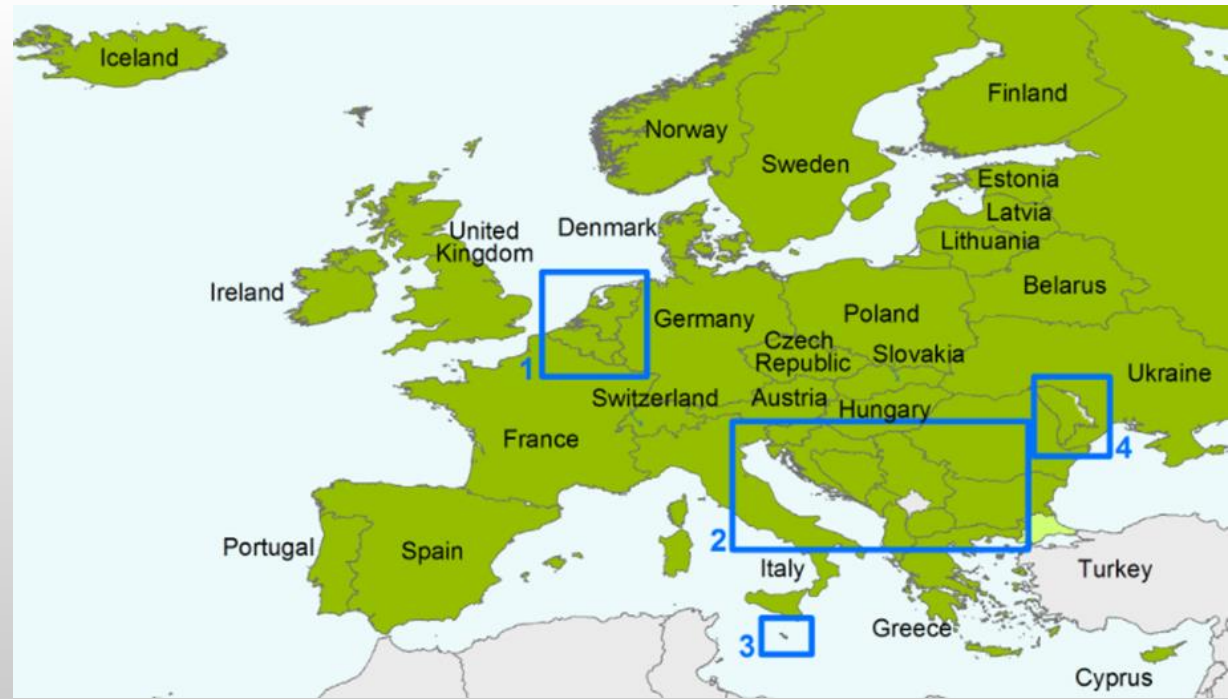 Iceland
Finland
Norway
Sweden
Estonia
Latvia
Lithuania
Denmark
United
Kingdom
Ireland
Belarus
Germany
Poland
Czech
Republic
Slovakia
1
Ukraine
Switzerland
Austria
Hungary
France
4
2
Portugal
Spain
Italy
Turkey
Greece
3
Cyprus